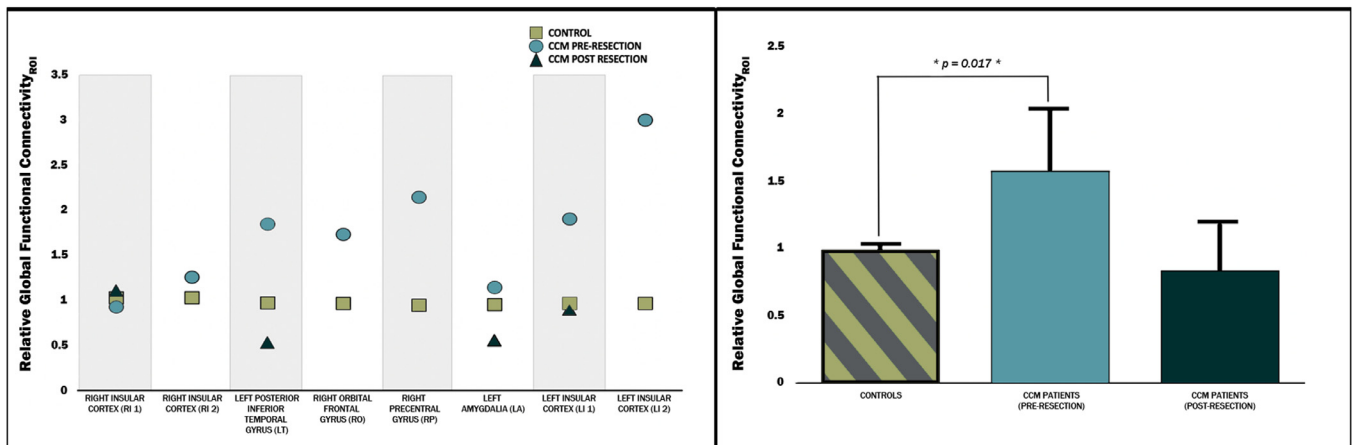 CONTROL
CCM PRE-RESECTION
CCM POST RESECTION
Relative Global Functional ConnectivityROI
3.5
3
2.5
2
1.5
1
0.5
0
RIGHT INSULAR
CORTEX (RI 1)
RIGHT INSULAR
CORTEX (RI 2)
LEFT POSTERIOR
INFERIOR
TEMPORAL
GYRUS (LT)
RIGHT ORBITAL
FRONTAL
GYRUS (RO)
RIGHT
PRECENTRAL
GYRUS (RP)
LEFT
AMYGDALIA (LA)
LEFT INSULAR
CORTEX (LI 1)
LEFT INSULAR
CORTEX (LI 2)
Relative Global Functional ConnectivityROI
2.5
2
1.5
1
0.5
0
* p = 0.017 *
CONTROLS
CCM PATIENTS
(PRE-RESECTION)
CCM PATIENTS
(POST-RESECTION)